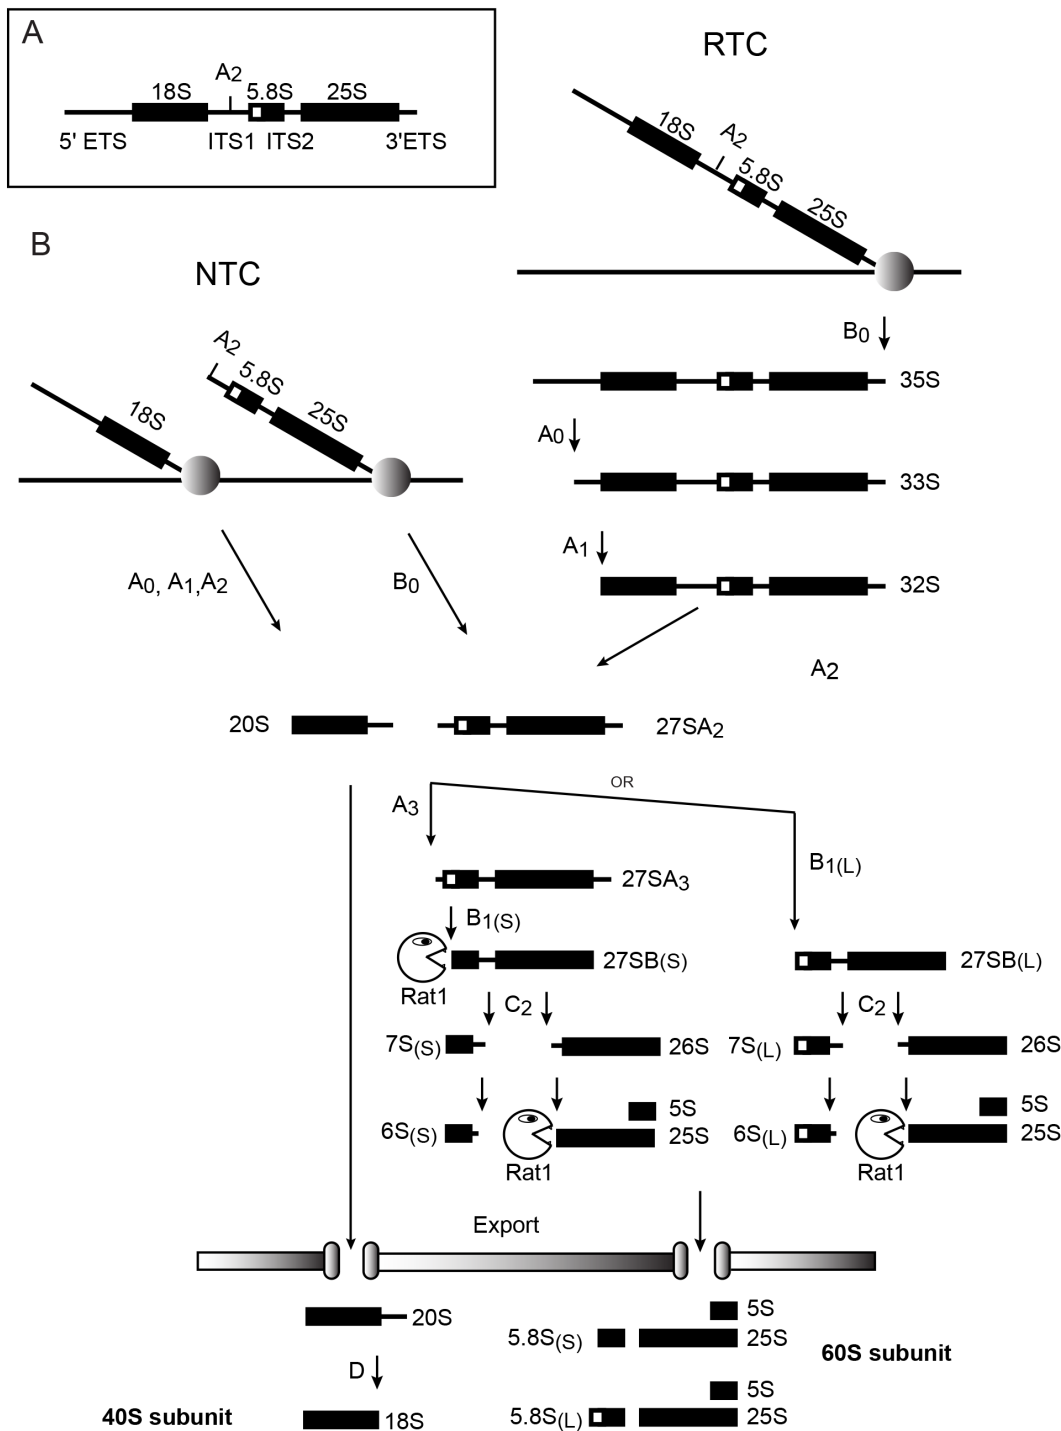 A
A2
18S 5.8S 25S
5' ETS ITS1 ITS2 3'ETS
RTC
18S
A2
5.8S
25S
B
NTC
A2
5.8S
18S
25S
B0
35S
A0
33S
A1
32S
A0, A1,A2
B0
A2
20S
27SA2
OR
A3
B1(L)
27SA3
B1(S)
27SB(S)
27SB(L)
Rat1
C2
C2
7S(S)
26S
7S(L)
26S
5S
5S
6S(S)
25S
6S(L)
25S
Rat1
Rat1
Export
20S
5S
5.8S(S)
25S
60S subunit
D
5S
40S subunit
18S
5.8S(L)
25S